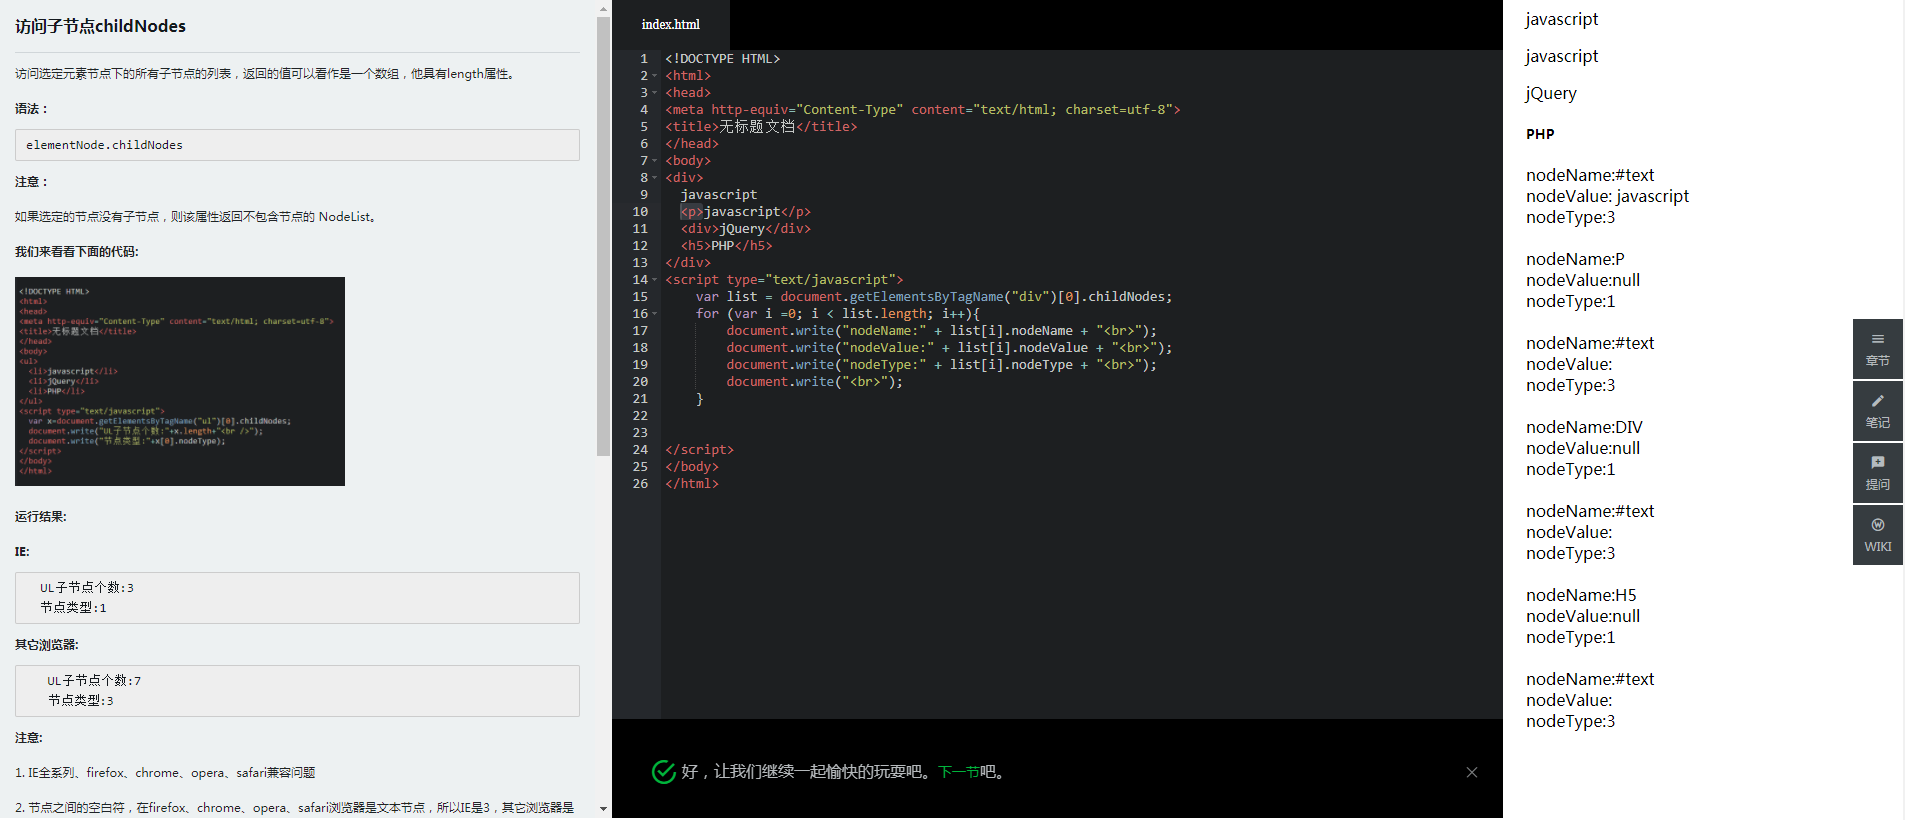 访问子节点childNodes
访问选定元素节点下的所有子节点的列表，返回的值可以看作是一个数组，他具有length属性。
语法：
elementNode.childNodes
注意：
如果选定的节点没有子节点，则该属性返回不包含节点的 NodeList。
我们来看看下面的代码:
<!DOCTYPE HTML>
<html>
<head>
<meta http-equiv="Content-Type" content="text/html; charset=utf-8">
<title>无标题文档</title>
</head>
<body>
<ul>
<li>javascript</li>
<li>jQuery</li>
<li>PHP</li>
</ul>
<script type="text/javascript">
var x=document.getElementsByTagName("ul")[0].childNodes;
document.write("UL子节点个数:"+x.length+"<br />");
document.write("节点类型:"+x[0].nodeType);
</script>
</body>
</html>
运行结果:
IE:
UL子节点个数:3
节点类型:1
其它浏览器:
UL子节点个数:7
节点类型:3
注意:
1. IE全系列、firefox、chrome、opera、safari兼容问题
2. 节点之间的空白符，在firefox、chrome、opera、safari浏览器是文本节点，所以IE是3，其它浏览器是
index.html
1 <!DOCTYPE HTML>
2 <html>
3 <head>
4 <meta http-equiv="Content-Type" content="text/html; charset=utf-8">
5 <title>无标题文档</title>
6 </head>
7 <body>
8 <div>
9 javascript
10 <p>javascript</p>
11 <div>jQuery</div>
12 <h5>PHP</h5>
13 </div>
14 <script type="text/javascript">
15 var list = document.getElementsByTagName("div")[0].childNodes;
16 for (var i =0; i < list.length; i++){
17 document.write("nodeName:" + list[i].nodeName + "<br>");
18 document.write("nodeValue:" + list[i].nodeValue + "<br>");
19 document.write("nodeType:" + list[i].nodeType + "<br>");
20 document.write("<br>");
21 }
22
23
24 </script>
25 </body>
26 </html>
好，让我们继续一起愉快的玩耍吧。下一节吧。
javascript
javascript
jQuery
PHP
nodeName:#text
nodeValue: javascript
nodeType:3
nodeName:P
nodeValue:null
nodeType:1
nodeName:#text
nodeValue:
nodeType:3
nodeName:DIV
nodeValue:null
nodeType:1
nodeName:#text
nodeValue:
nodeType:3
nodeName:H5
nodeValue:null
nodeType:1
nodeName:#text
nodeValue:
nodeType:3
章节
笔记
提问
WIKI